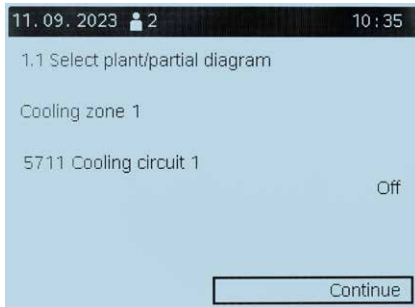 11.09.2023 2 10:35
1.1 Select plant/partial diagram
Cooling zone 1
5711 Cooling circuit 1
Off
Continue